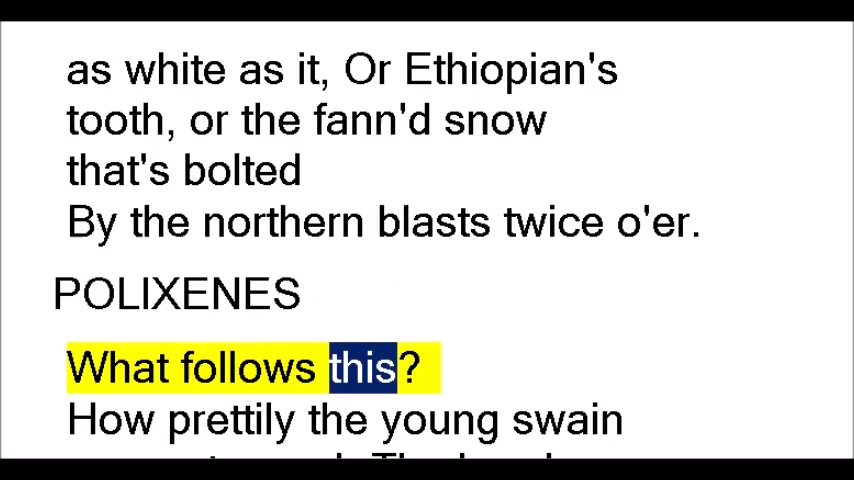 as white as it, Or Ethiopian's
tooth, or the fann'd snow
that's bolted
By the northern blasts twice o'er.
POLIXENES
What follows this?
How prettily the young swain